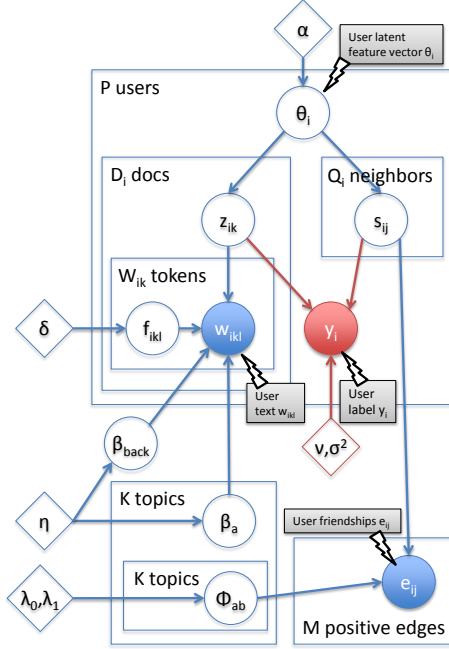 α
User latent
feature vector θi
P users
θi
Di docs
Qi neighbors
zik
sij
Wik tokens
δ
fikl
wikl
yi
User
text wikl
User
label yi
βback
ν,σ²
K topics
η
βa
User friendships eij
K topics
λ0,λ1
Φab
eij
M positive edges